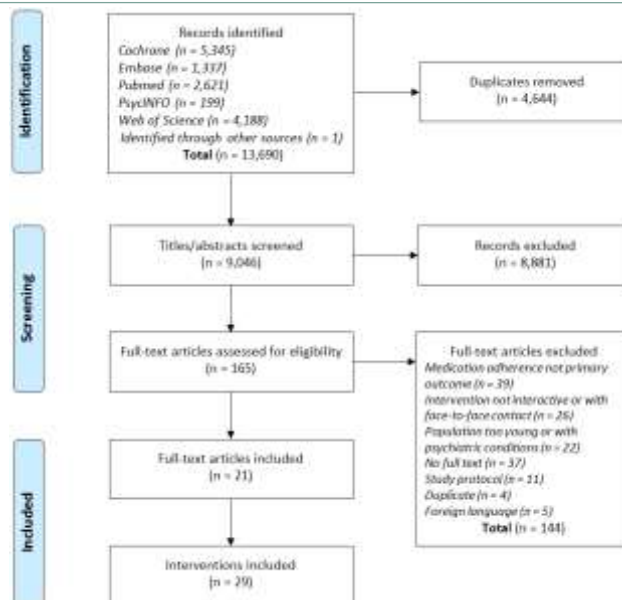 Identification
Records identified
Cochrane (n = 5,345)
Embase (n = 1,337)
Pubmed (n = 2,621)
PsycINFO (n = 199)
Web of Science (n = 4,188)
Identified through other sources (n = 1)
Total (n = 13,690)
Duplicates removed
(n = 4,644)
Screening
Titles/abstracts screened
(n = 9,046)
Records excluded
(n = 8,881)
Full-text articles assessed for eligibility
(n = 165)
Full-text articles excluded
Medication adherence not primary
outcome (n = 39)
Intervention not interactive or with
face-to-face contact (n = 26)
Population too young or with
psychiatric conditions (n = 22)
No full text (n = 37)
Study protocol (n = 11)
Duplicate (n = 4)
Foreign language (n = 5)
Total (n = 144)
Included
Full-text articles included
(n = 21)
Interventions included
(n = 29)